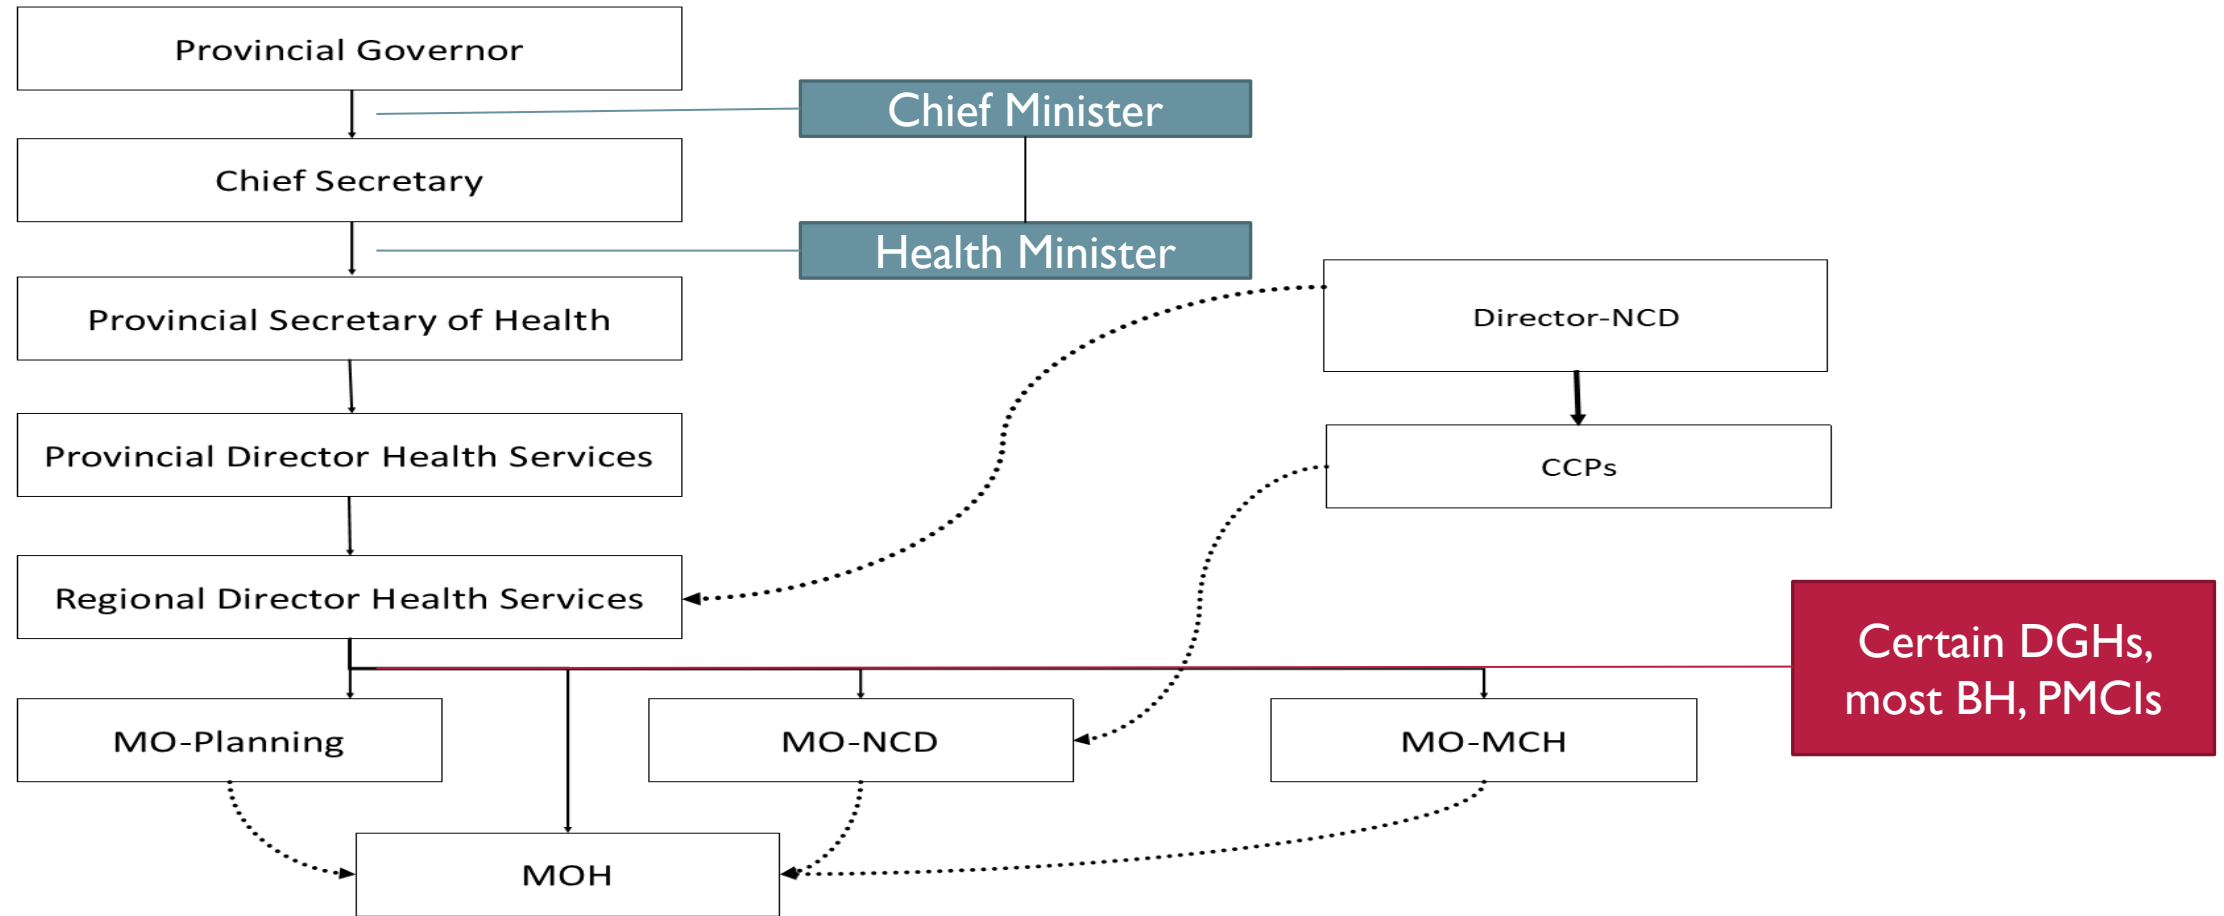 Provincial Governor
Chief Minister
Chief Secretary
Health Minister
Provincial Secretary of Health
Director-NCD
Provincial Director Health Services
CCPs
Regional Director Health Services
Certain DGHs,
most BH, PMCIs
MO-Planning
MO-NCD
MO-MCH
MOH